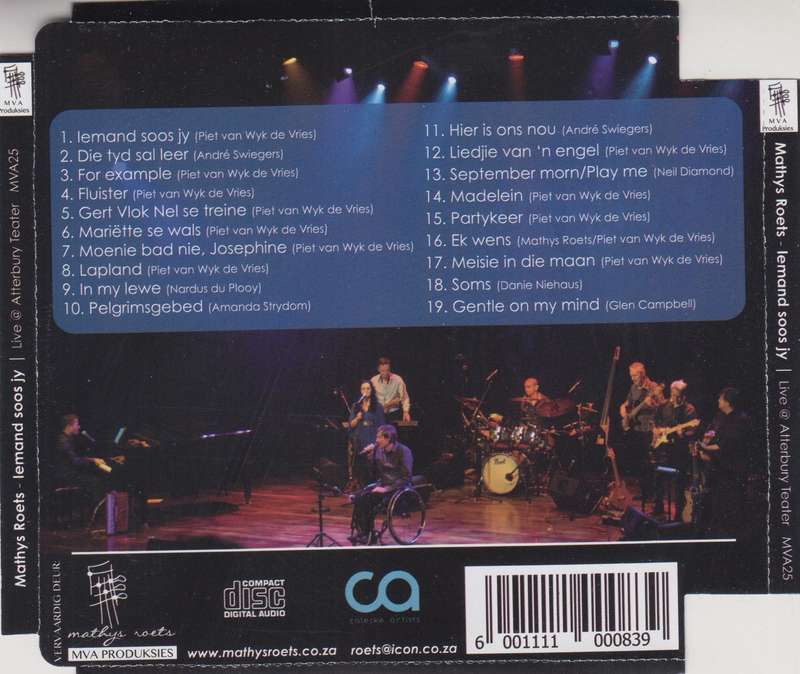 MVA
Produksies
Mathys Roets - Iemand soos jy | Live @ Atterbury Teater MVA25
1. Iemand soos jy (Piet van Wyk de Vries)
2. Die tyd sal leer (André Swiegers)
3. For example (Piet van Wyk de Vries)
4. Fluister (Piet van Wyk de Vries)
5. Gert Vlok Nel se treine (Piet van Wyk de Vries)
6. Mariëtte se wals (Piet van Wyk de Vries)
7. Moenie bad nie, Josephine (Piet van Wyk de Vries)
8. Lapland (Piet van Wyk de Vries)
9. In my lewe (Nardus du Plooy)
10. Pelgrimsgebed (Amanda Strydom)
11. Hier is ons nou (André Swiegers)
12. Liedjie van 'n engel (Piet van Wyk de Vries)
13. September morn/Play me (Neil Diamond)
14. Madelein (Piet van Wyk de Vries)
15. Partykeer (Piet van Wyk de Vries)
16. Ek wens (Mathys Roets/Piet van Wyk de Vries)
17. Meisie in die maan (Piet van Wyk de Vries)
18. Soms (Danie Niehaus)
19. Gentle on my mind (Glen Campbell)
MVA
Produksies
Mathys Roets - Iemand soos jy | Live @ Atterbury Teater MVA25
Pearl
VERVAARDIG DEUR:
mathys roets
MVA PRODUKSIES
COMPACT
disc
DIGITAL AUDIO
ca
coleske artists
www.mathysroets.co.za roets@icon.co.za
6 001111 000839